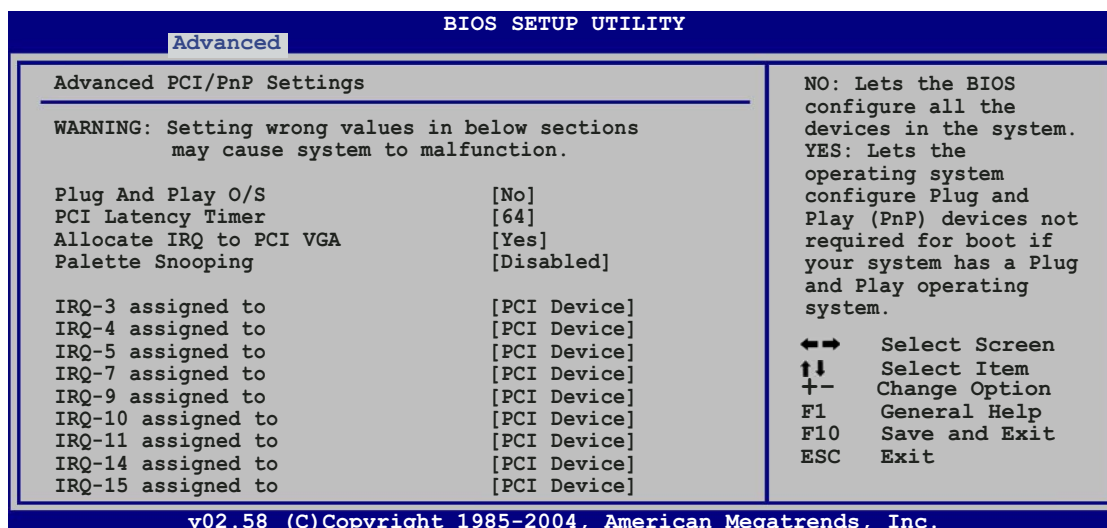 BIOS SETUP UTILITY
Advanced
Advanced PCI/PnP Settings
WARNING: Setting wrong values in below sections
may cause system to malfunction.
Plug And Play O/S [No]
PCI Latency Timer [64]
Allocate IRQ to PCI VGA [Yes]
Palette Snooping [Disabled]
IRQ-3 assigned to [PCI Device]
IRQ-4 assigned to [PCI Device]
IRQ-5 assigned to [PCI Device]
IRQ-7 assigned to [PCI Device]
IRQ-9 assigned to [PCI Device]
IRQ-10 assigned to [PCI Device]
IRQ-11 assigned to [PCI Device]
IRQ-14 assigned to [PCI Device]
IRQ-15 assigned to [PCI Device]
NO: Lets the BIOS
configure all the
devices in the system.
YES: Lets the
operating system
configure Plug and
Play (PnP) devices not
required for boot if
your system has a Plug
and Play operating
system.
←→ Select Screen
↑↓ Select Item
+- Change Option
F1 General Help
F10 Save and Exit
ESC Exit
v02.58 (C)Copyright 1985-2004, American Megatrends, Inc.